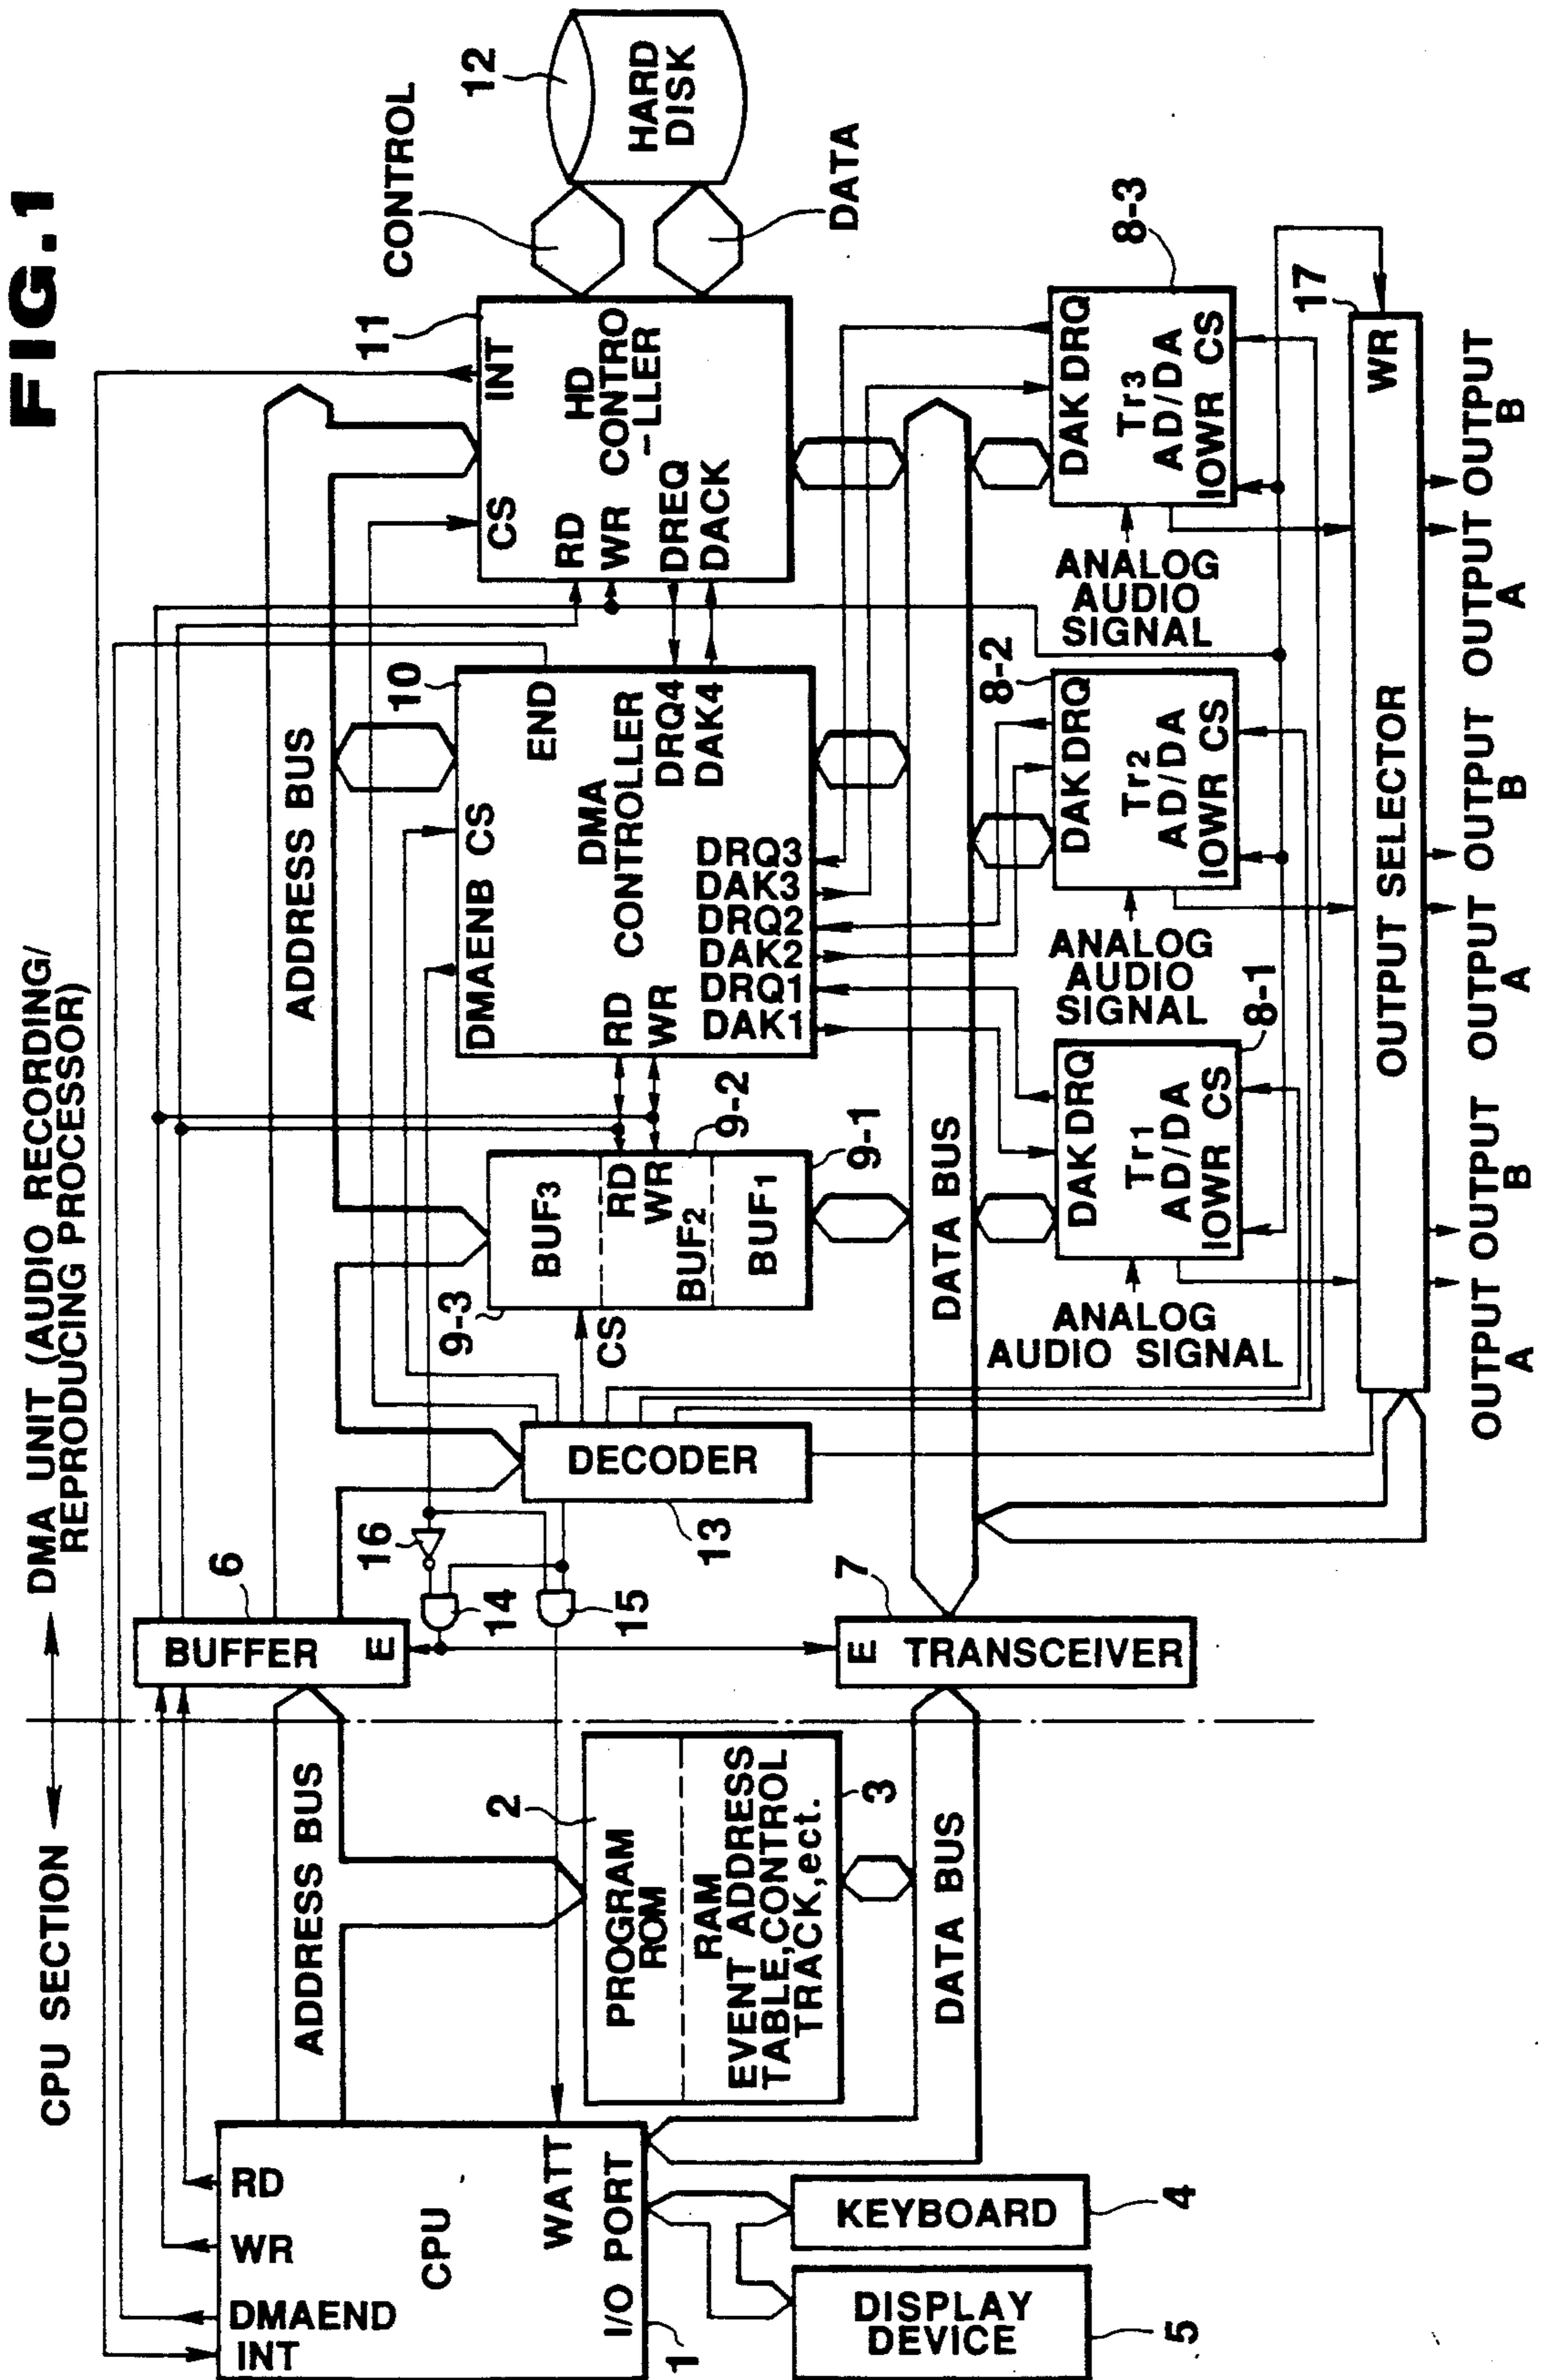 FIG.1
CPU SECTION
DMA UNIT (AUDIO RECORDING/
REPRODUCING PROCESSOR)
INT
DMAEND
WR
RD
CPU
WATT
I/O PORT
1
DISPLAY
DEVICE
5
KEYBOARD
4
ADDRESS BUS
2
PROGRAM
ROM
RAM
EVENT ADDRESS
TABLE,CONTROL
TRACK,ect.
3
DATA BUS
BUFFER
E
6
16
14
15
E
TRANSCEIVER
7
DECODER
13
ADDRESS BUS
CS
9-3
BUF3
RD
WR
BUF2
BUF1
9-2
9-1
DATA BUS
10
DMAENB
CS
END
RD
WR
DMA
CONTROLLER
DRQ4
DAK4
DRQ3
DAK3
DRQ2
DAK2
DRQ1
DAK1
11
CS
INT
RD
WR
HD
CONTRO
-LLER
DREQ
DACK
CONTROL
DATA
12
HARD
DISK
DAK DRQ
Tr1
AD/DA
IOWR CS
8-1
ANALOG
AUDIO SIGNAL
DAK DRQ
Tr2
AD/DA
IOWR CS
8-2
ANALOG
AUDIO
SIGNAL
DAK DRQ
Tr3
AD/DA
IOWR CS
8-3
ANALOG
AUDIO
SIGNAL
OUTPUT SELECTOR
WR
17
OUTPUT
A
OUTPUT
B
OUTPUT
A
OUTPUT
B
OUTPUT
A
OUTPUT
B